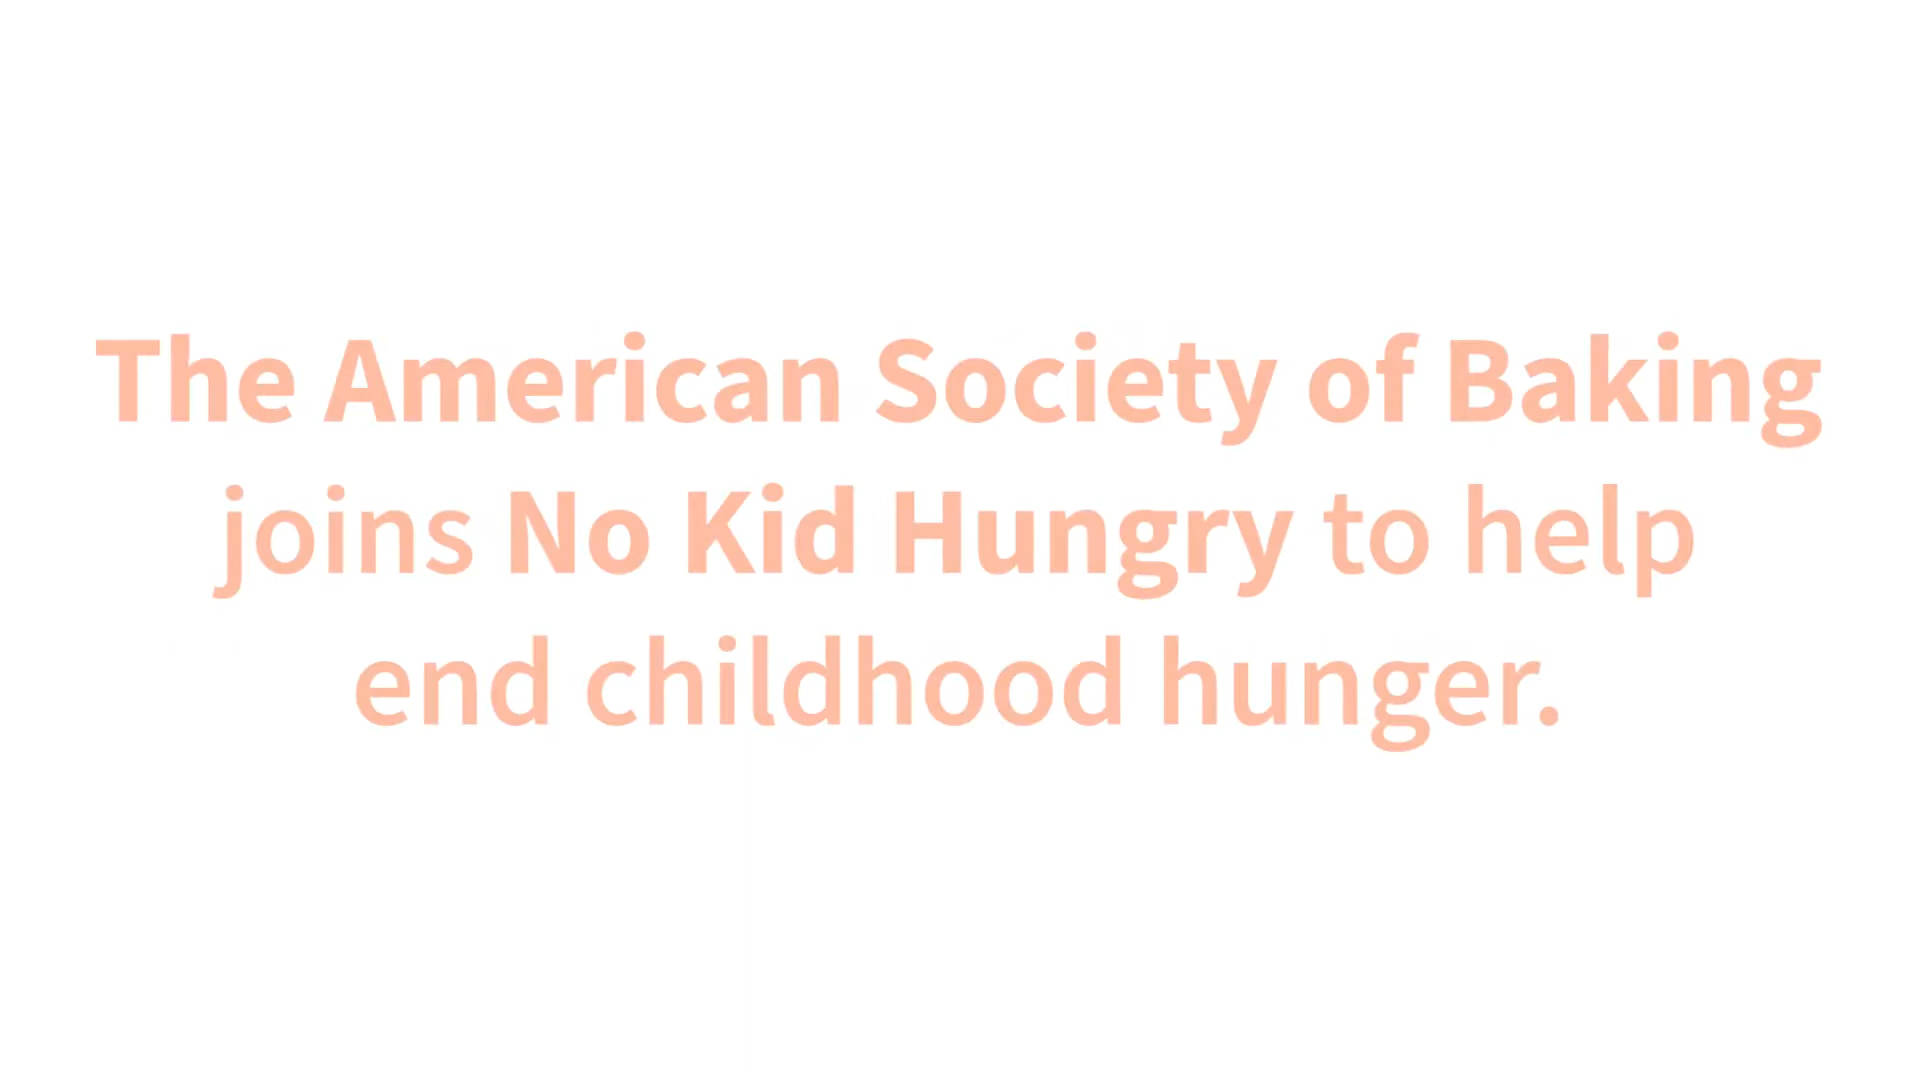 The American Society of Baking
joins No Kid Hungry to help
end childhood hunger.